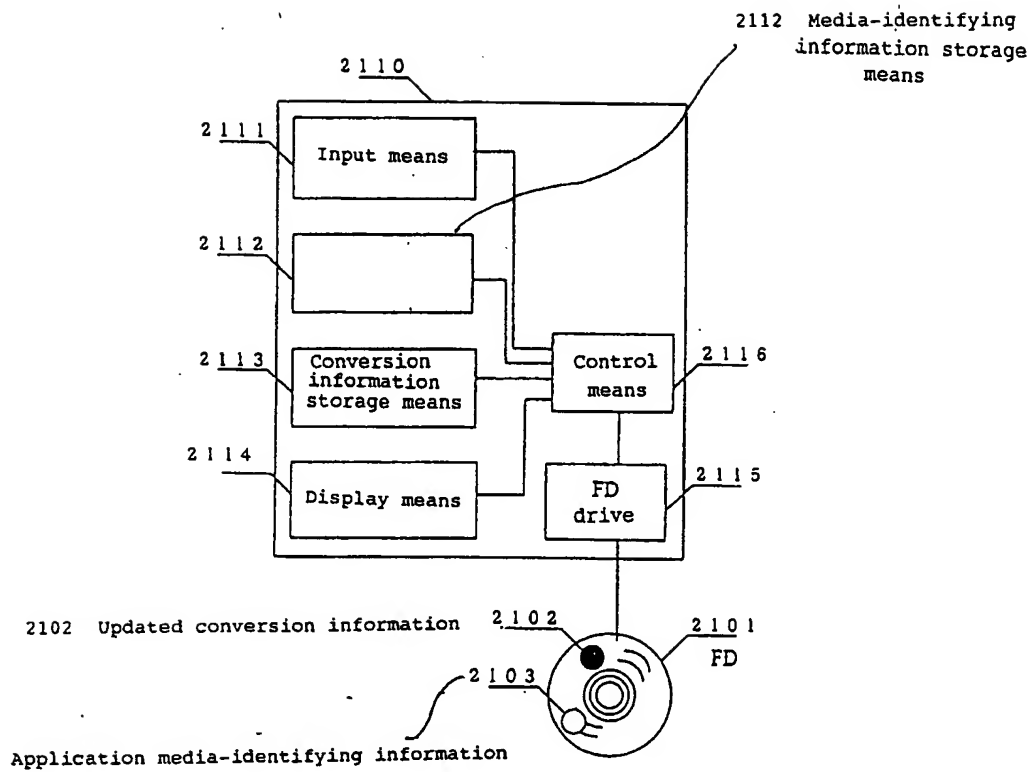 2112 Media-identifying
information storage
means
2110
2111
Input means
2112
2113
Conversion
information
storage means
Control
means
2116
2114
Display means
FD
drive
2115
2102 Updated conversion information
2102
2101
FD
2103
Application media-identifying information